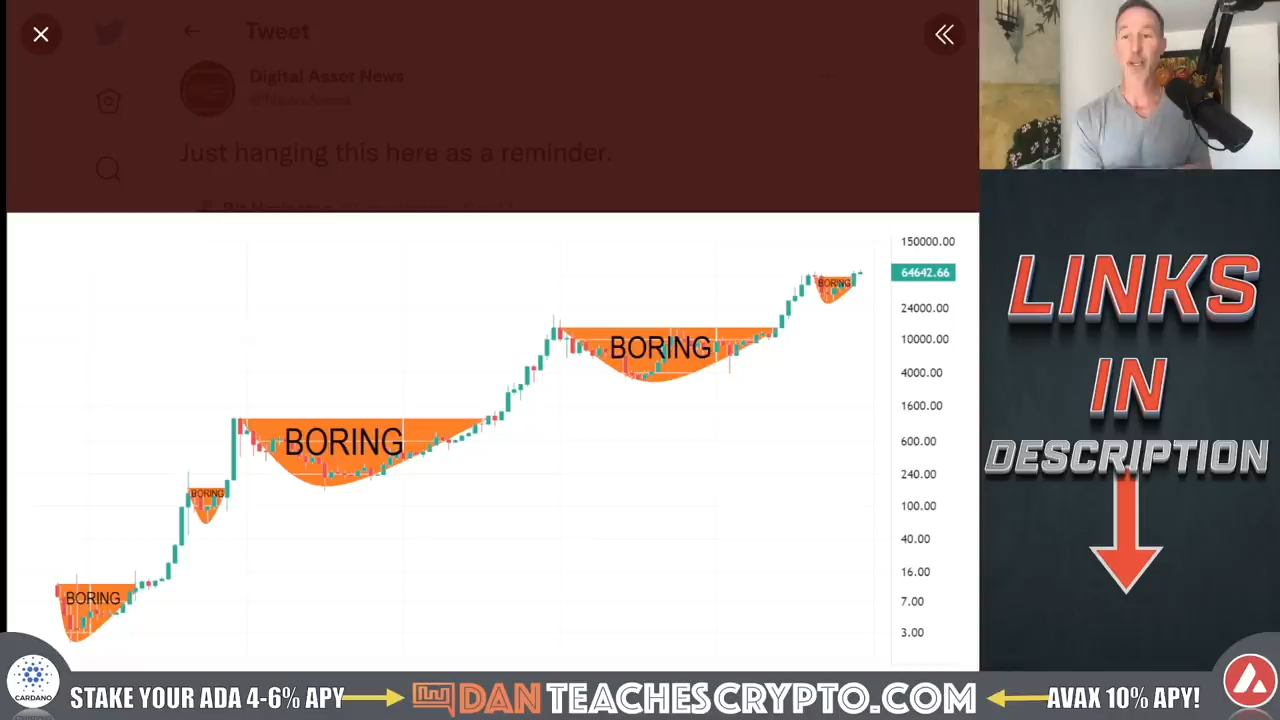 Tweet
Digital Asset News
Just hanging this here as a reminder.
150000.00
64642.66
24000.00
10000.00
4000.00
1600.00
600.00
240.00
100.00
40.00
16.00
7.00
3.00
BORING
BORING
BORING
BORING
BORING
LINKS
IN
DESCRIPTION
CARDANO
STAKE YOUR ADA 4-6% APY
DANTEACHESCRYPTO.COM
AVAX 10% APY!